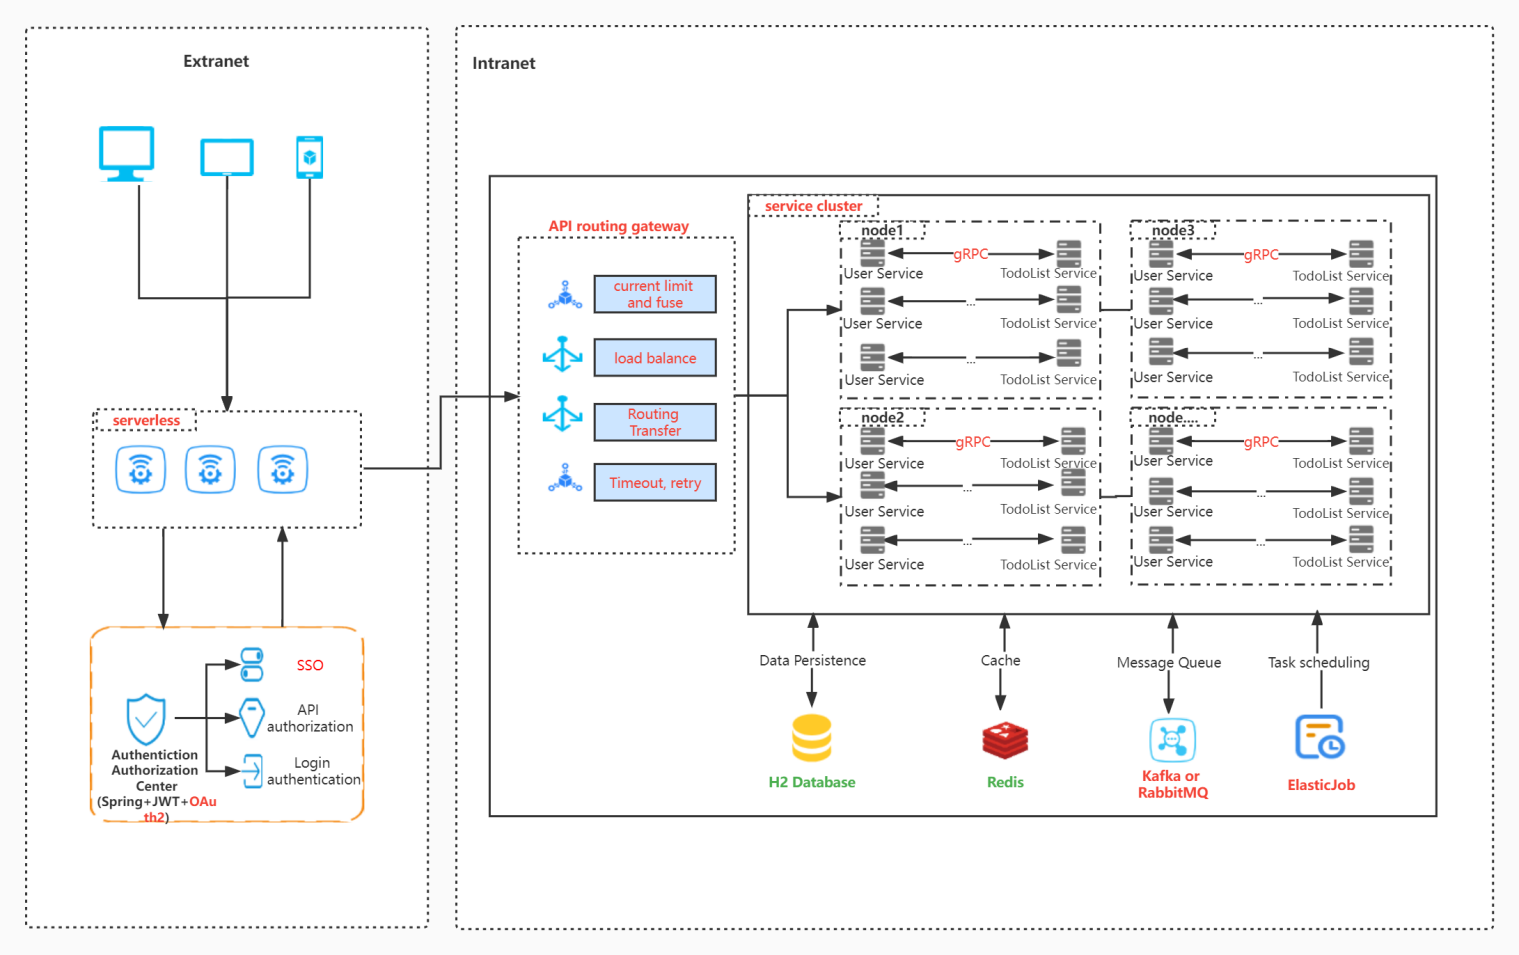 Extranet
serverless
SSO
API
authorization
Login
authentication
Authentiction
Authorization
Center
(Spring+JWT+OAu
th2)
Intranet
API routing gateway
current limit
and fuse
load balance
Routing
Transfer
Timeout, retry
service cluster
node1
gRPC
User Service
TodoList Service
...
User Service
TodoList Service
...
User Service
TodoList Service
node3
gRPC
User Service
TodoList Service
...
User Service
TodoList Service
...
User Service
TodoList Service
node2
gRPC
User Service
TodoList Service
...
User Service
TodoList Service
...
User Service
TodoList Service
node....
gRPC
User Service
TodoList Service
...
User Service
TodoList Service
...
User Service
TodoList Service
Data Persistence
Cache
Message Queue
Task scheduling
H2 Database
Redis
Kafka or
RabbitMQ
ElasticJob